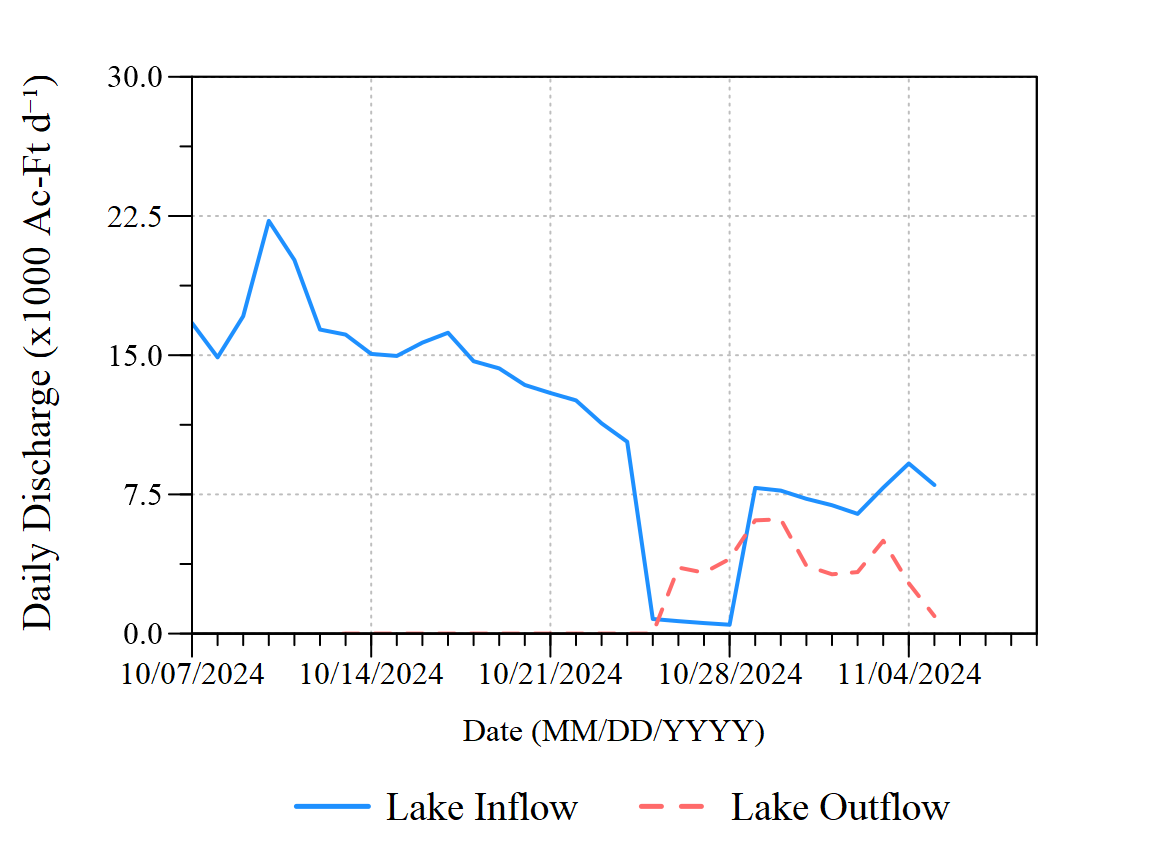 Daily Discharge (x1000 Ac-Ft d⁻¹)
30.0
22.5
15.0
7.5
0.0
10/07/2024 10/14/2024 10/21/2024 10/28/2024 11/04/2024
Date (MM/DD/YYYY)
Lake Inflow Lake Outflow